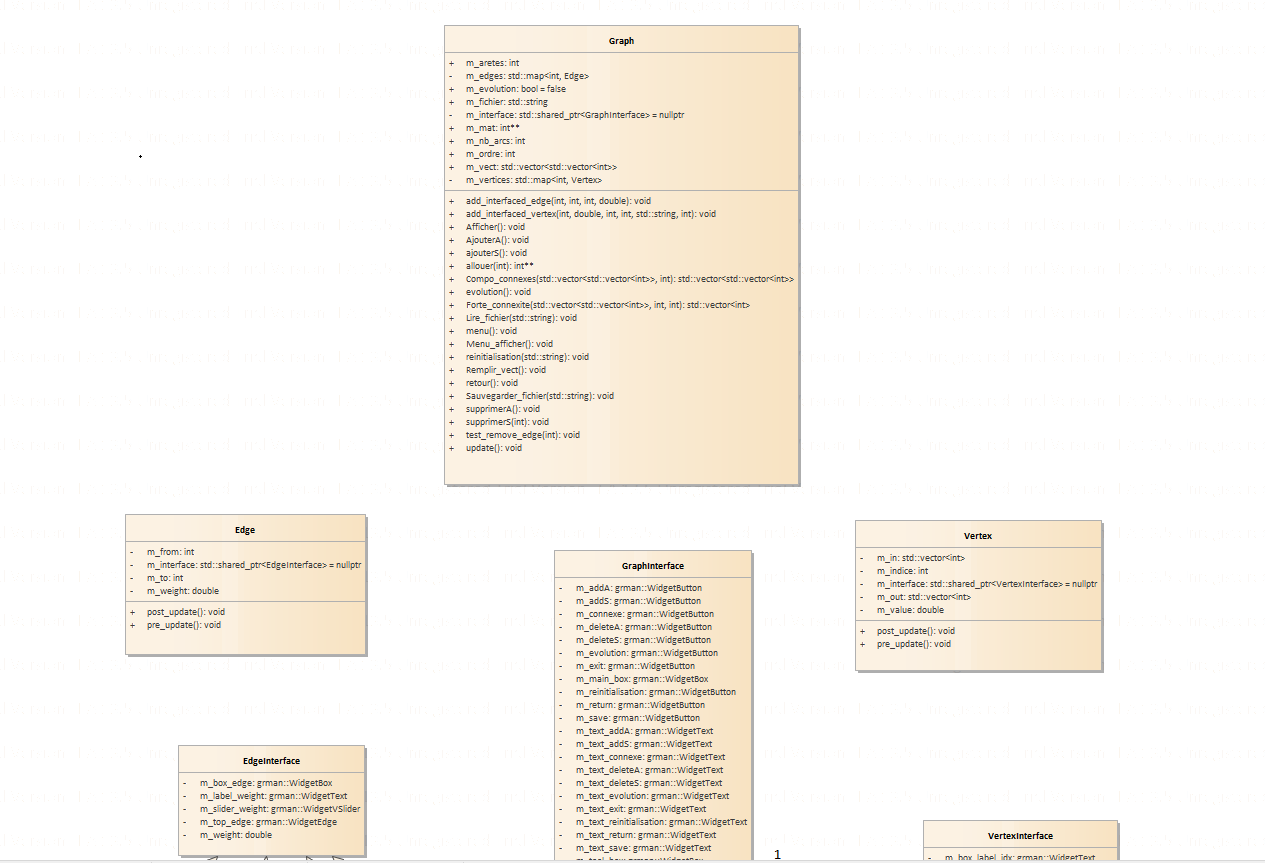 Graph
+ m_aretes: int
- m_edges: std::map<int, Edge>
+ m_evolution: bool = false
+ m_fichier: std::string
- m_interface: std::shared_ptr<GraphInterface> = nullptr
+ m_mat: int**
+ m_nb_arcs: int
+ m_ordre: int
+ m_vect: std::vector<std::vector<int>>
- m_vertices: std::map<int, Vertex>
+ add_interfaced_edge(int, int, int, double): void
+ add_interfaced_vertex(int, double, int, int, std::string, int): void
+ Afficher(): void
+ AjouterA(): void
+ ajouterS(): void
+ allouer(int): int**
+ Compo_connexes(std::vector<std::vector<int>>, int): std::vector<std::vector<int>>
+ evolution(): void
+ Forte_connexite(std::vector<std::vector<int>>, int, int): std::vector<int>
+ Lire_fichier(std::string): void
+ menu(): void
+ Menu_afficher(): void
+ reinitialisation(std::string): void
+ Remplir_vect(): void
+ retour(): void
+ Sauvegarder_fichier(std::string): void
+ supprimerA(): void
+ supprimerS(int): void
+ test_remove_edge(int): void
+ update(): void
Edge
- m_from: int
- m_interface: std::shared_ptr<EdgeInterface> = nullptr
- m_to: int
- m_weight: double
+ post_update(): void
+ pre_update(): void
GraphInterface
- m_addA: grman::WidgetButton
- m_addS: grman::WidgetButton
- m_connexe: grman::WidgetButton
- m_deleteA: grman::WidgetButton
- m_deleteS: grman::WidgetButton
- m_evolution: grman::WidgetButton
- m_exit: grman::WidgetButton
- m_main_box: grman::WidgetBox
- m_reinitialisation: grman::WidgetButton
- m_return: grman::WidgetButton
- m_save: grman::WidgetButton
- m_text_addA: grman::WidgetText
- m_text_addS: grman::WidgetText
- m_text_connexe: grman::WidgetText
- m_text_deleteA: grman::WidgetText
- m_text_deleteS: grman::WidgetText
- m_text_evolution: grman::WidgetText
- m_text_exit: grman::WidgetText
- m_text_reinitialisation: grman::WidgetText
- m_text_return: grman::WidgetText
- m_text_save: grman::WidgetText
Vertex
- m_in: std::vector<int>
- m_indice: int
- m_interface: std::shared_ptr<VertexInterface> = nullptr
- m_out: std::vector<int>
- m_value: double
+ post_update(): void
+ pre_update(): void
EdgeInterface
- m_box_edge: grman::WidgetBox
- m_label_weight: grman::WidgetText
- m_slider_weight: grman::WidgetVSlider
- m_top_edge: grman::WidgetEdge
- m_weight: double
VertexInterface
- m_box_label_idx: grman::WidgetText
1